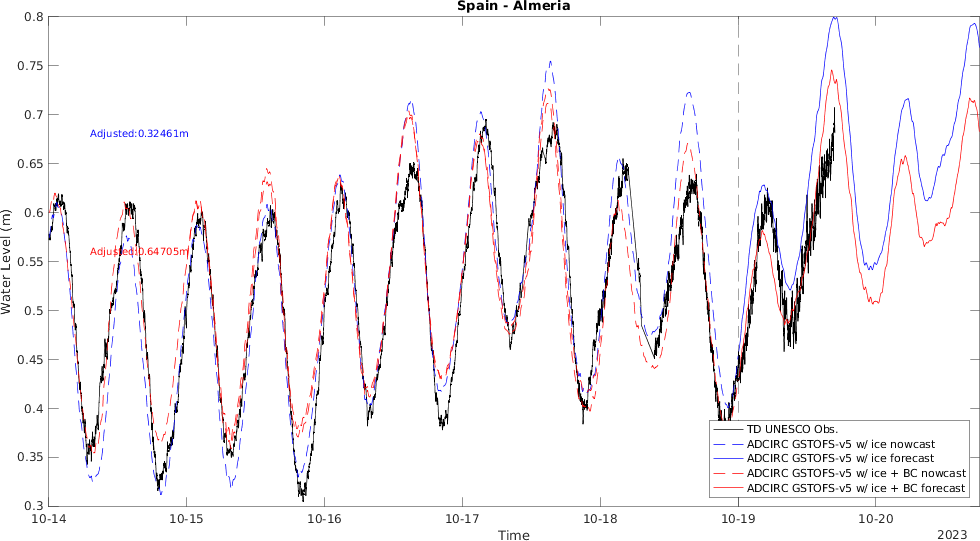 Spain - Almeria
0.8
0.75
0.7
0.65
0.6
0.55
0.5
0.45
0.4
0.35
0.3
Water Level (m)
Adjusted:0.32461m
Adjusted:0.64705m
TD UNESCO Obs.
ADCIRC GSTOFS-v5 w/ ice nowcast
ADCIRC GSTOFS-v5 w/ ice forecast
ADCIRC GSTOFS-v5 w/ ice + BC nowcast
ADCIRC GSTOFS-v5 w/ ice + BC forecast
10-14 10-15 10-16 10-17 10-18 10-19 10-20
Time
2023